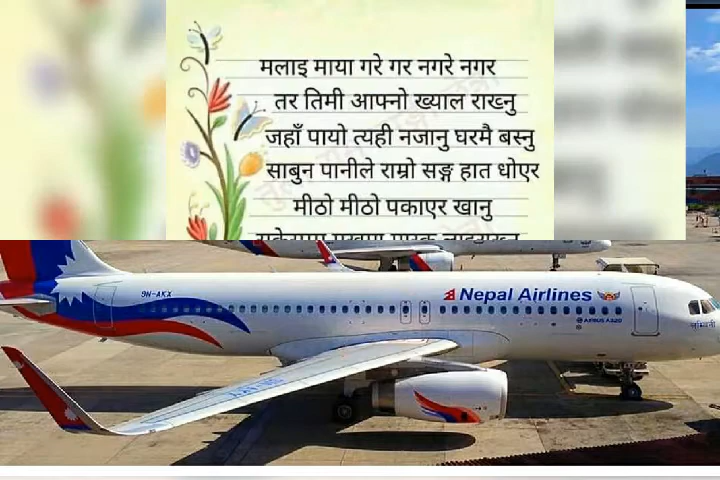 मलाइ माया गरे गर नगरे नगर
तर तिमी आफ्नो ख्याल राख्नु
जहाँ पायो त्यही नजानु घरमै बस्नु
साबुन पानीले राम्रो सङ्ग हात धोएर
मीठो मीठो पकाएर खानु
9N-AKX
Nepal Airlines
AIRBUS A320